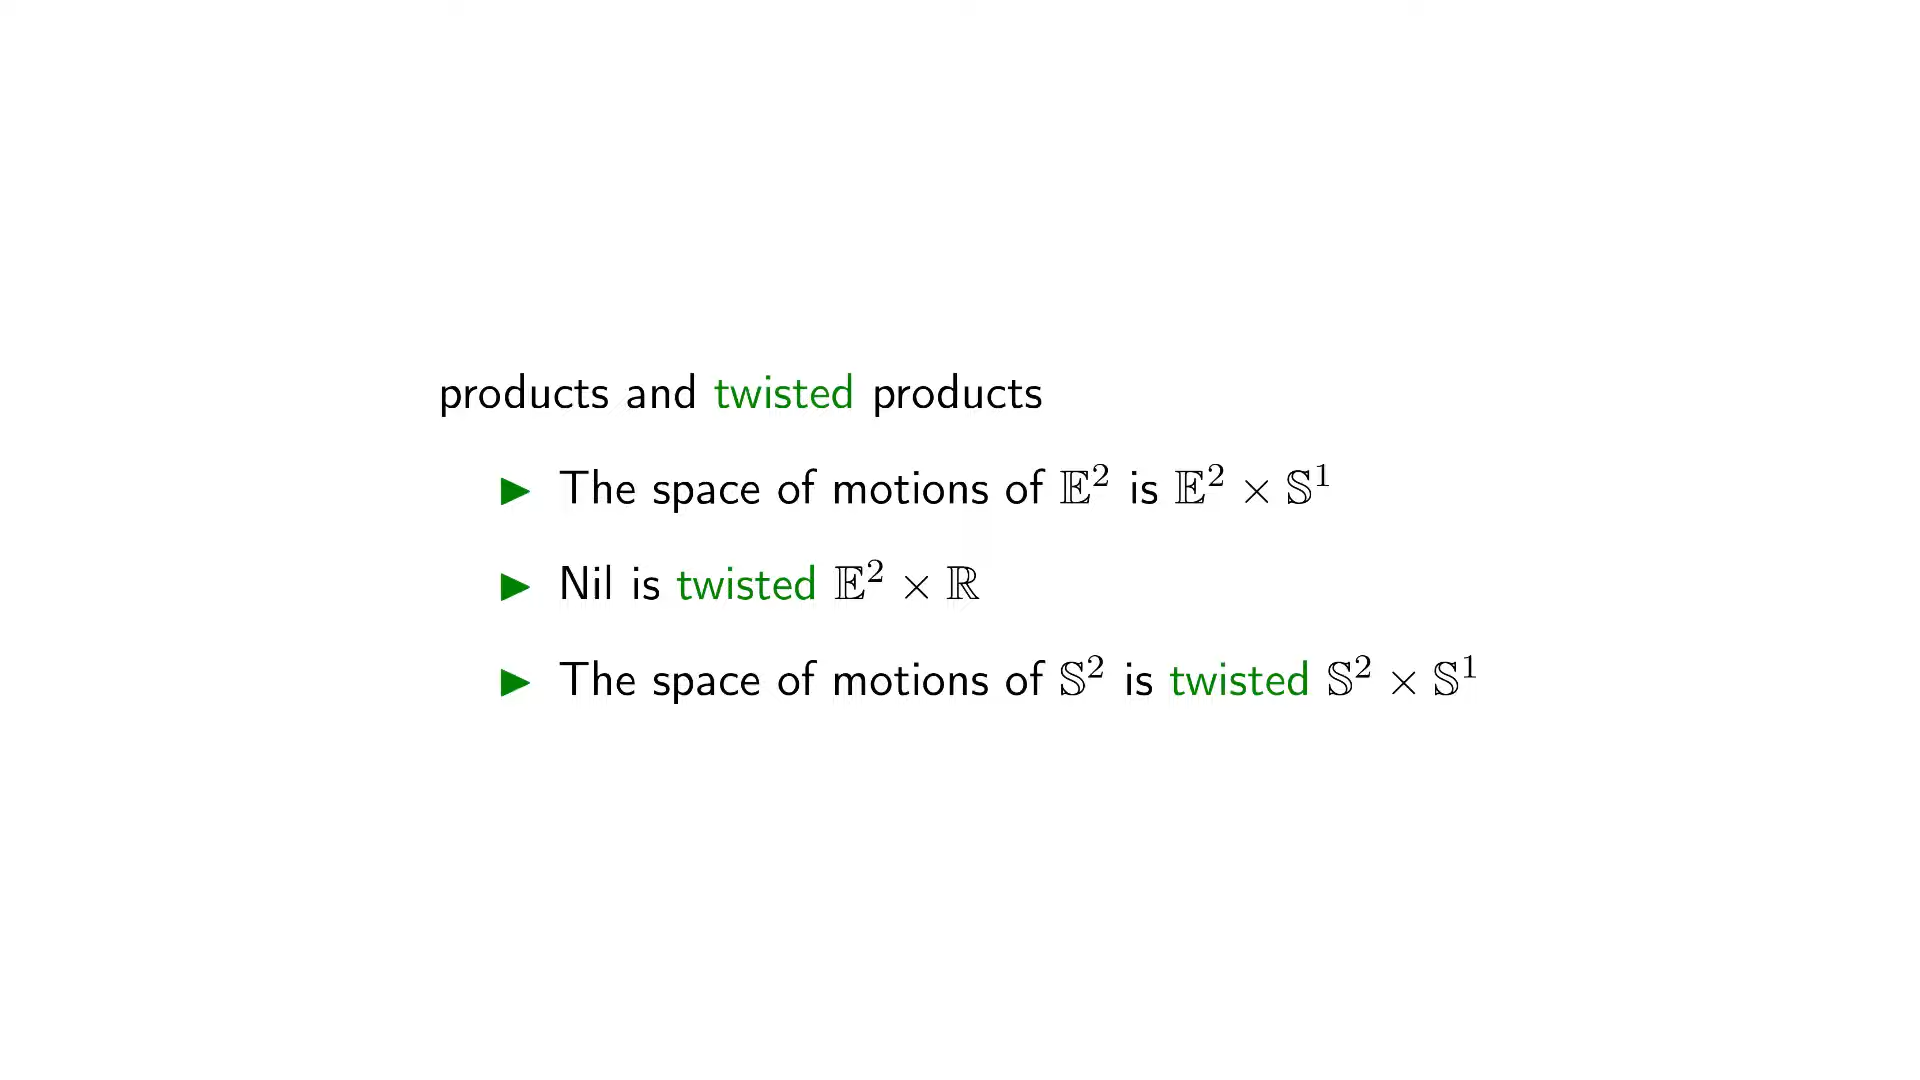 products and twisted products
▶ The space of motions of 𝔼² is 𝔼² × 𝕊¹
▶ Nil is twisted 𝔼² × ℝ
▶ The space of motions of 𝕊² is twisted 𝕊² × 𝕊¹